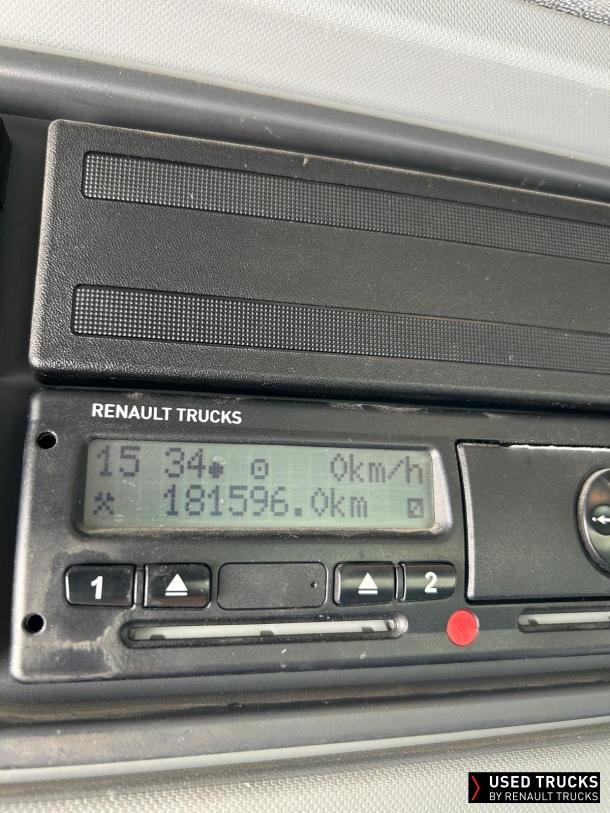 RENAULT TRUCKS
15 34 0km/h
181596.0km
1
2
USED TRUCKS
BY RENAULT TRUCKS